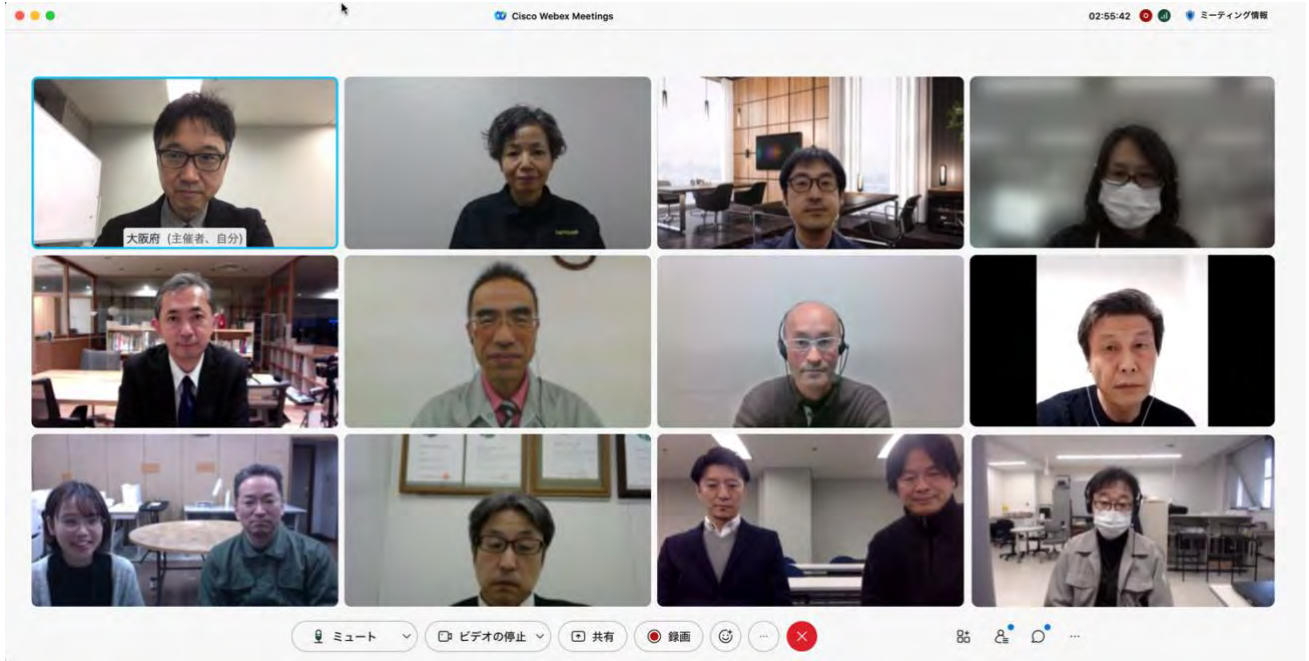 Cisco Webex Meetings
02:55:42
ミーティング情報
大阪府 (主催者、自分)
ミュート
ビデオの停止
共有
録画